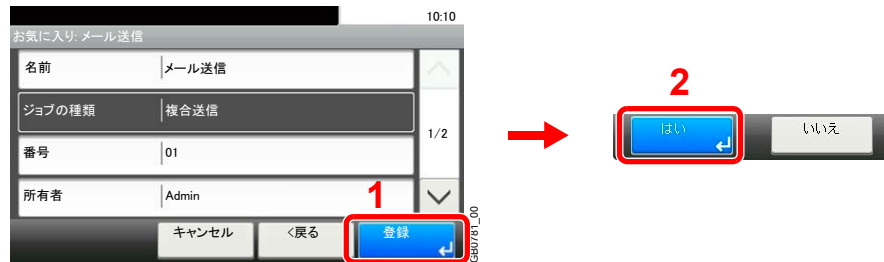 10:10
お気に入り: メール送信
名前 メール送信
ジョブの種類 複合送信
1/2
番号 01
所有者 Admin
1
キャンセル <戻る 登録
GB0781_00
2
はい いいえ